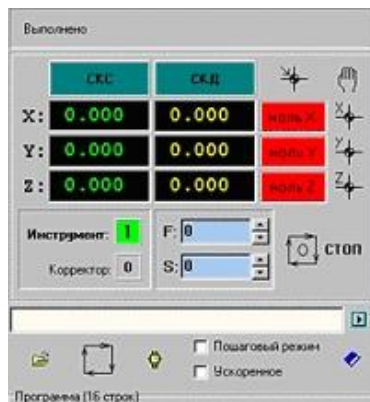 Выполнено
СКС СКД
X: 0.000 0.000 ноль X X
Y: 0.000 0.000 ноль Y Y
Z: 0.000 0.000 ноль Z Z
Инструмент: 1 F: 0
Корректор: 0 S: 0 СТОП
Пошаговый режим
Ускоренное
Программа (16 строк)